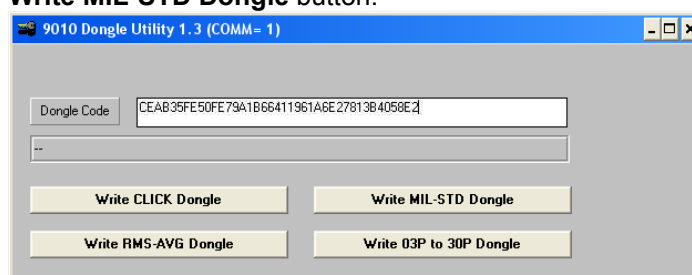 Write MIL-STD Dongle button.
9010 Dongle Utility 1.3 (COMM= 1)
Dongle Code CEAB35FE50FE79A1B66411961A6E27813B4058E2
--
Write CLICK Dongle Write MIL-STD Dongle
Write RMS-AVG Dongle Write 03P to 30P Dongle